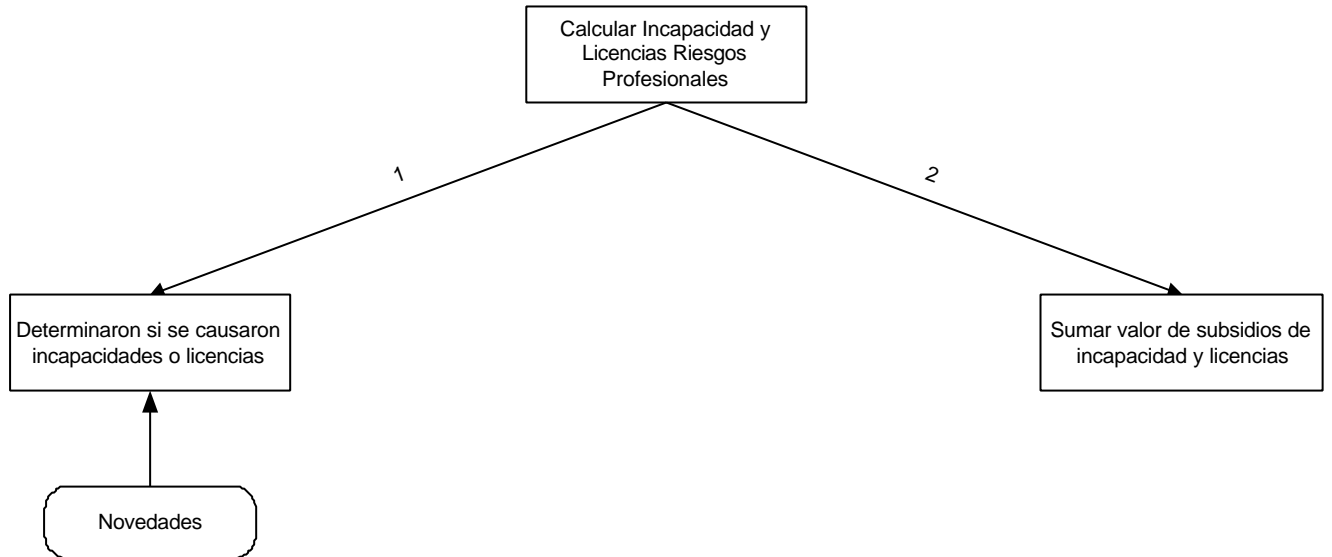 Calcular Incapacidad y
Licencias Riesgos
Profesionales
1
2
Determinaron si se causaron
incapacidades o licencias
Sumar valor de subsidios de
incapacidad y licencias
Novedades